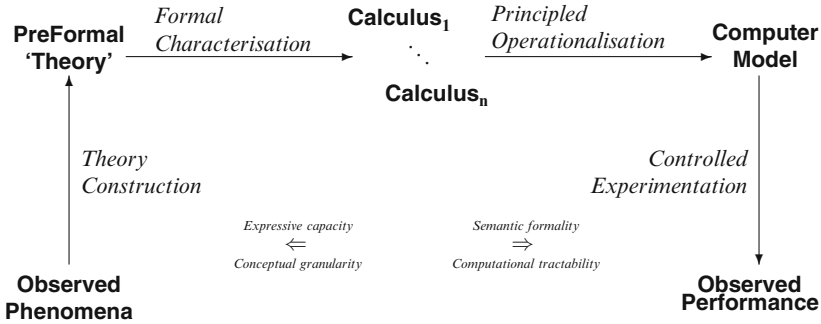 PreFormal
‘Theory’
Formal
Characterisation
Calculus1
⋱
Calculusn
Principled
Operationalisation
Computer
Model
Theory
Construction
Controlled
Experimentation
Expressive capacity
⇐
Conceptual granularity
Semantic formality
⇒
Computational tractability
Observed
Phenomena
Observed
Performance